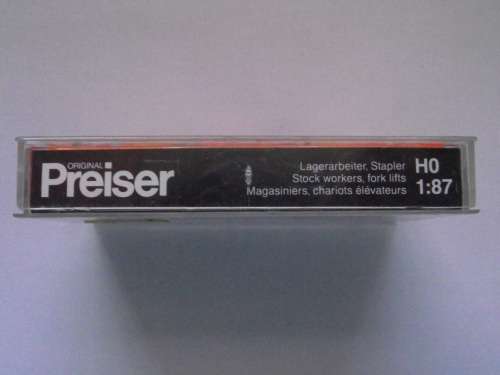 ORIGINAL
Preiser
Lagerarbeiter, Stapler
Stock workers, fork lifts
Magasiniers, chariots élévateurs
H0
1:87